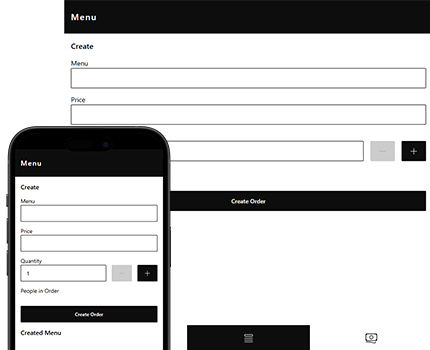 Menu
Create
Menu
Price
− +
Create Order
Menu
Create
Menu
Price
Quantity
1 − +
People in Order
Create Order
Created Menu